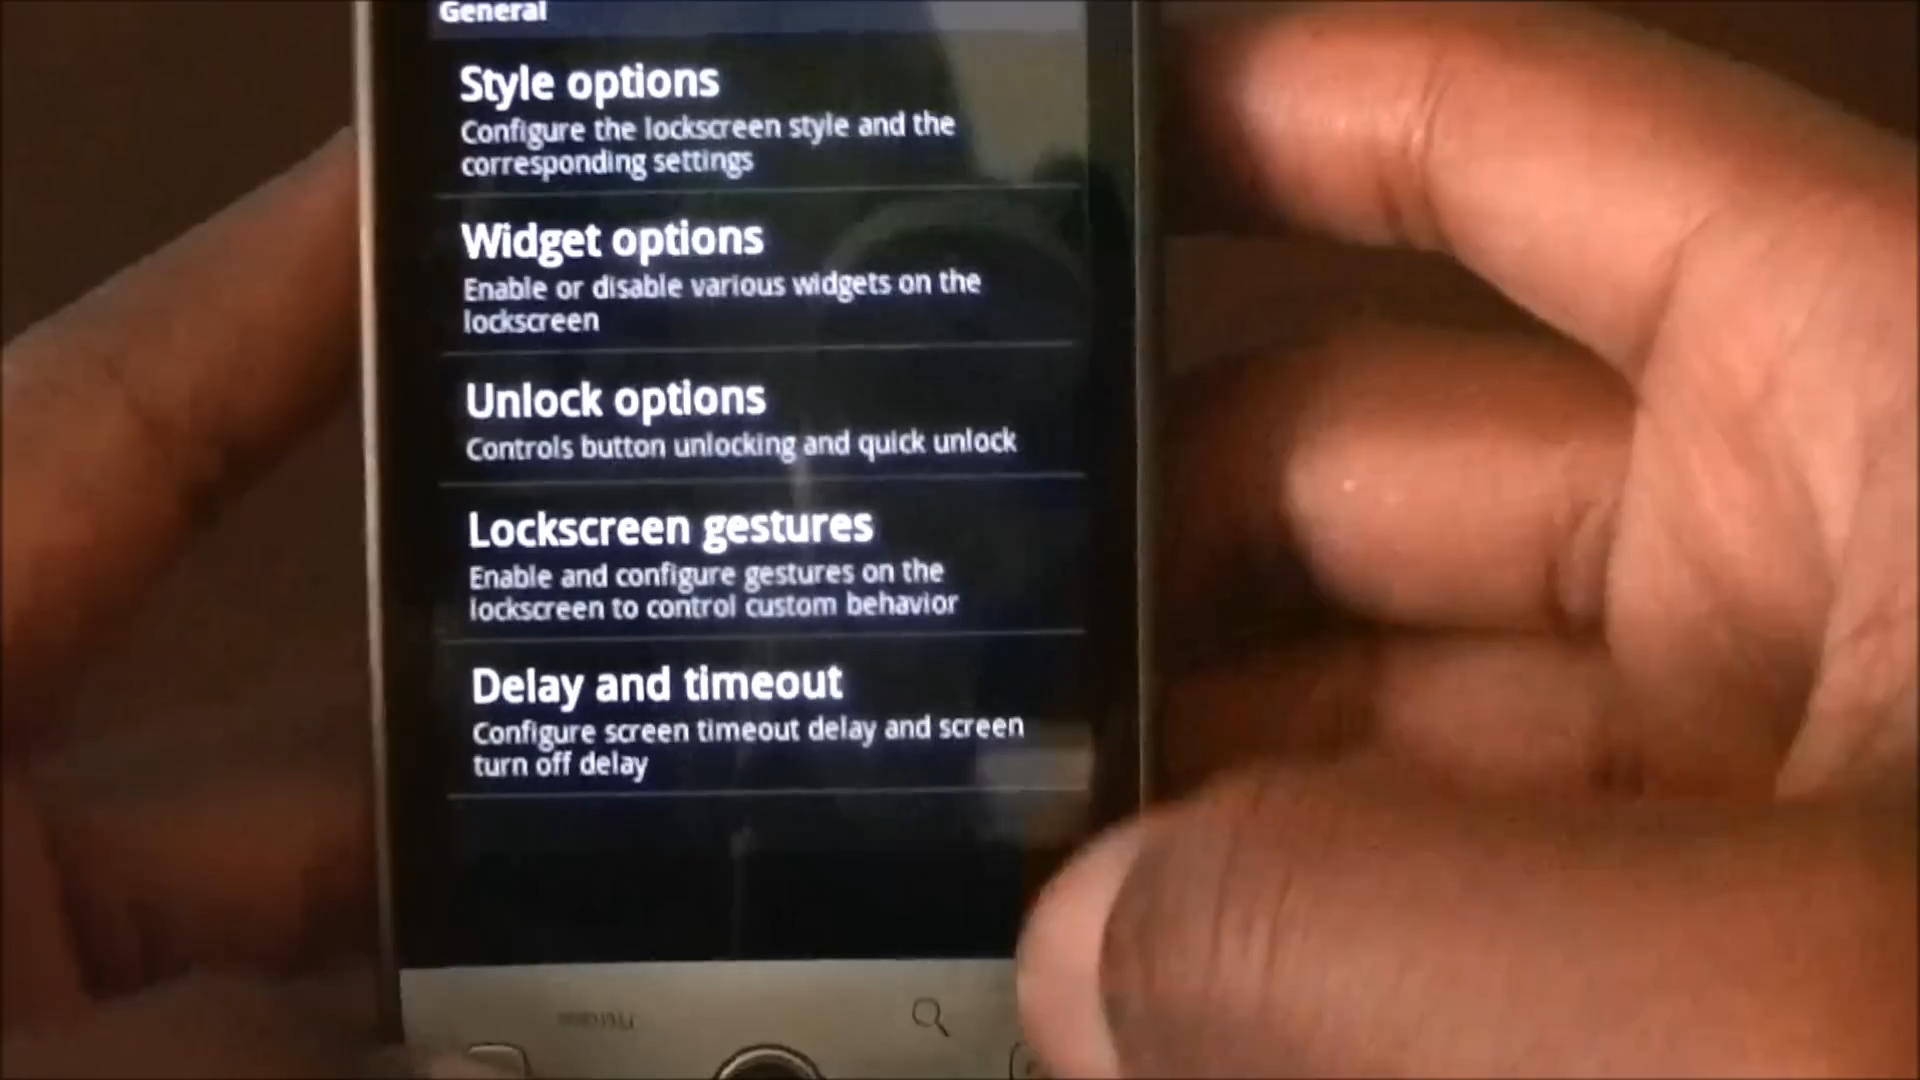 General
Style options
Configure the lockscreen style and the
corresponding settings
Widget options
Enable or disable various widgets on the
lockscreen
Unlock options
Controls button unlocking and quick unlock
Lockscreen gestures
Enable and configure gestures on the
lockscreen to control custom behavior
Delay and timeout
Configure screen timeout delay and screen
turn off delay